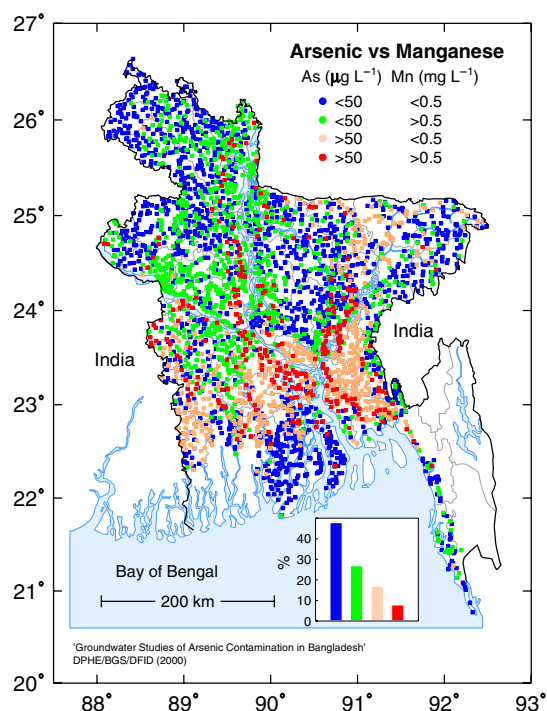 Arsenic vs Manganese
As (µg L⁻¹) Mn (mg L⁻¹)
<50 <0.5
<50 >0.5
>50 <0.5
>50 >0.5
27°
26°
25°
24°
23°
22°
21°
20°
India
India
Bay of Bengal
200 km
%
40
30
20
10
0
'Groundwater Studies of Arsenic Contamination in Bangladesh'
DPHE/BGS/DFID (2000)
88° 89° 90° 91° 92° 93°